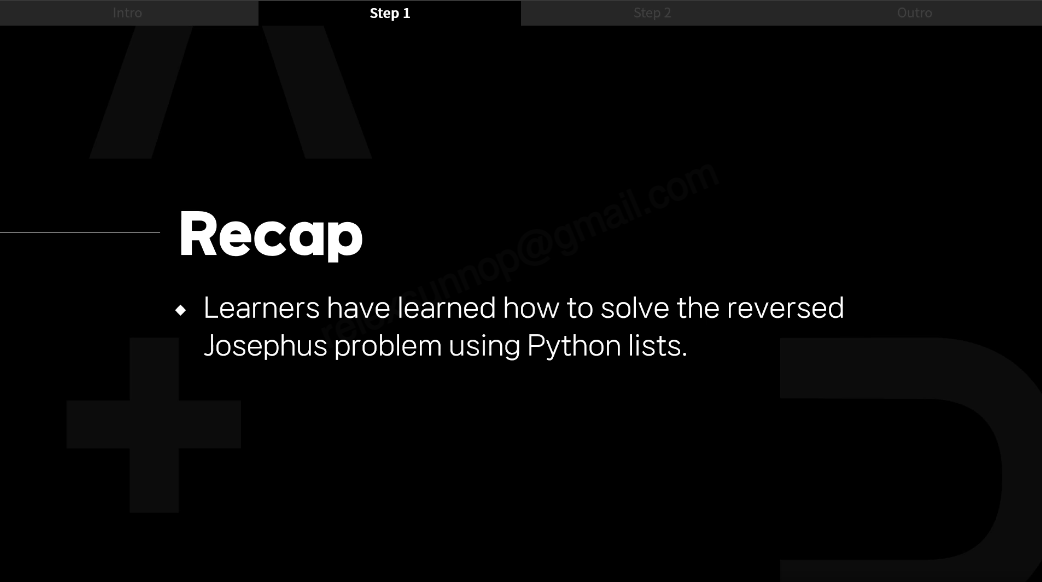 Intro
Step 1
Step 2
Outro
Recap
Learners have learned how to solve the reversed
Josephus problem using Python lists.